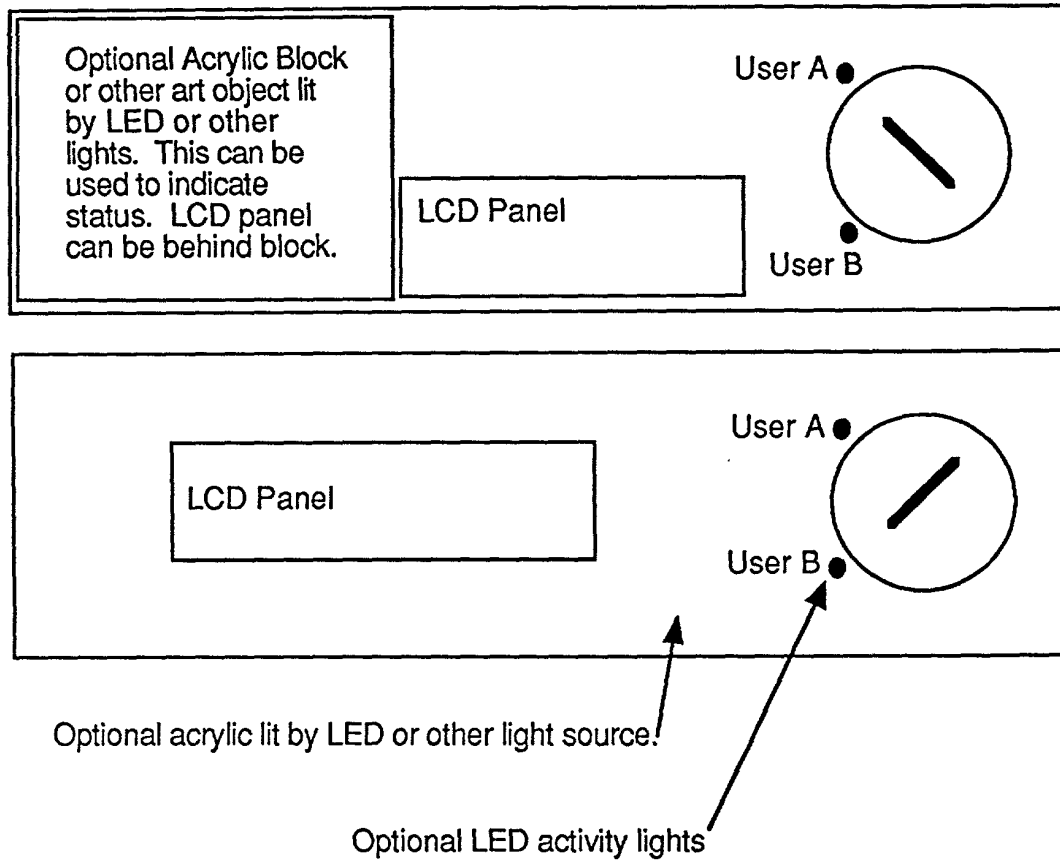 Optional Acrylic Block
or other art object lit
by LED or other
lights. This can be
used to indicate
status. LCD panel
can be behind block.
LCD Panel
User A
User B
LCD Panel
User A
User B
Optional acrylic lit by LED or other light source.
Optional LED activity lights